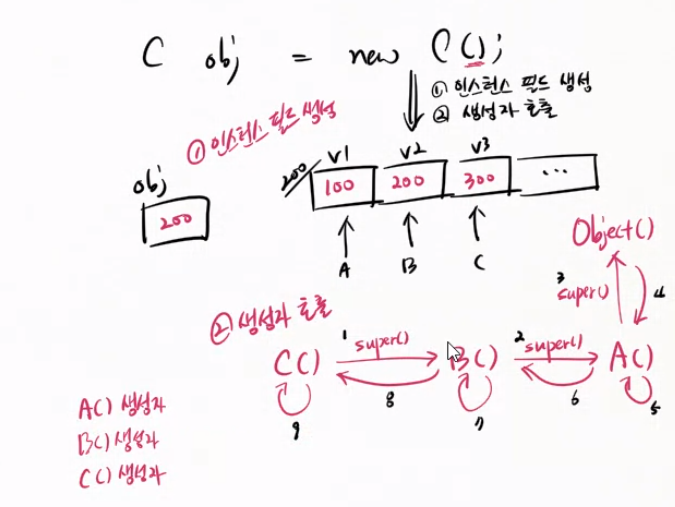 C obj = new C();
① 인스턴스 필드 생성
② 생성자 호출
① 인스턴스 필드 생성
obj
200
200
v1 v2 v3
100 200 300 ...
A B C
Object()
3 super() 4
② 생성자 호출
1 super() 2 super()
C() B() A()
8 6
9 7 5
A() 생성자
B() 생성자
C() 생성자